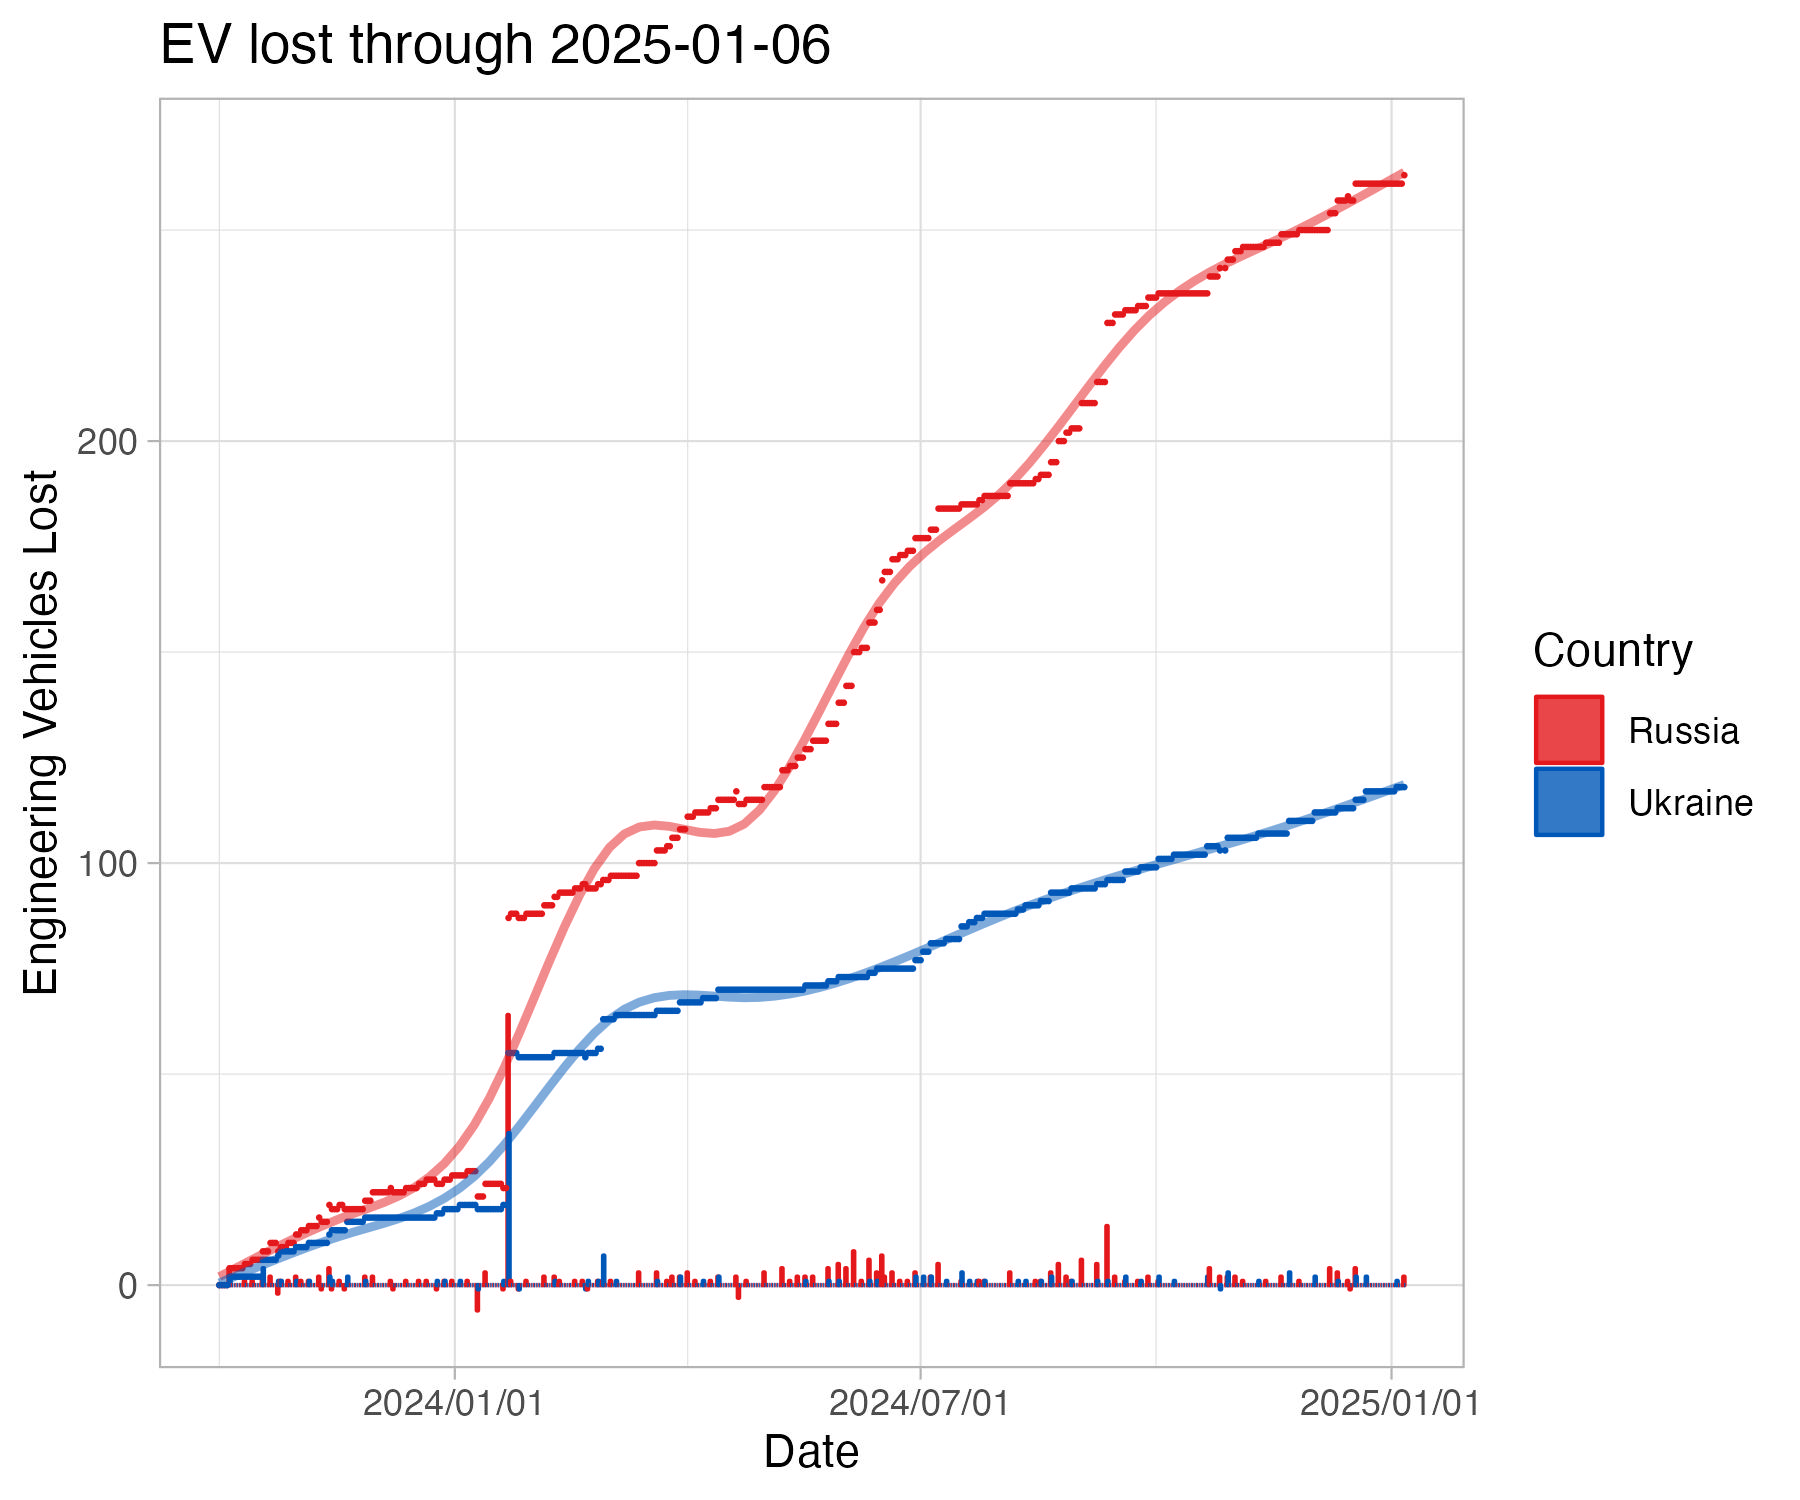 EV lost through 2025-01-06
Engineering Vehicles Lost
200
100
0
2024/01/01
2024/07/01
2025/01/01
Date
Country
Russia
Ukraine